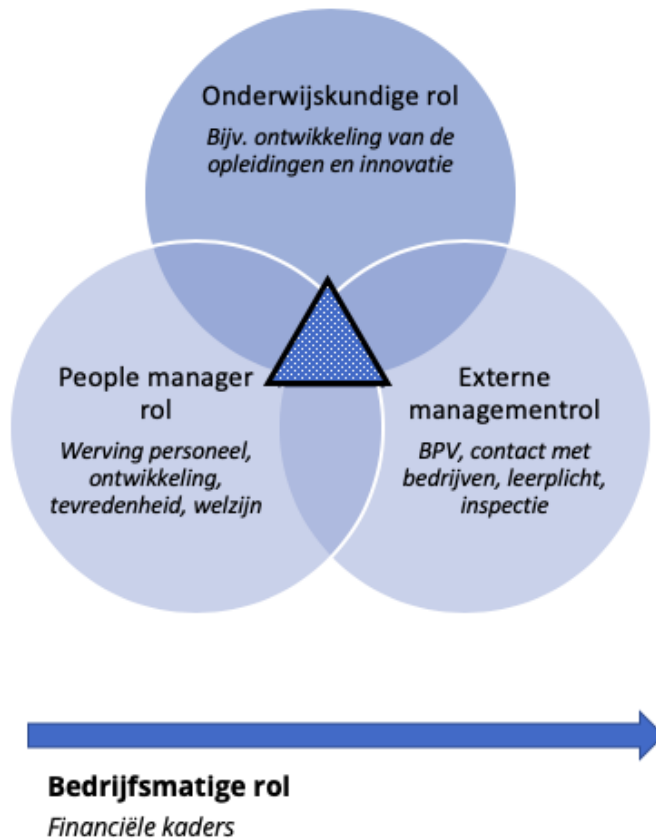 Onderwijskundige rol
Bijv. ontwikkeling van de
opleidingen en innovatie
People manager
rol
Werving personeel,
ontwikkeling,
tevredenheid, welzijn
Externe
managementrol
BPV, contact met
bedrijven, leerplicht,
inspectie
Bedrijfsmatige rol
Financiële kaders